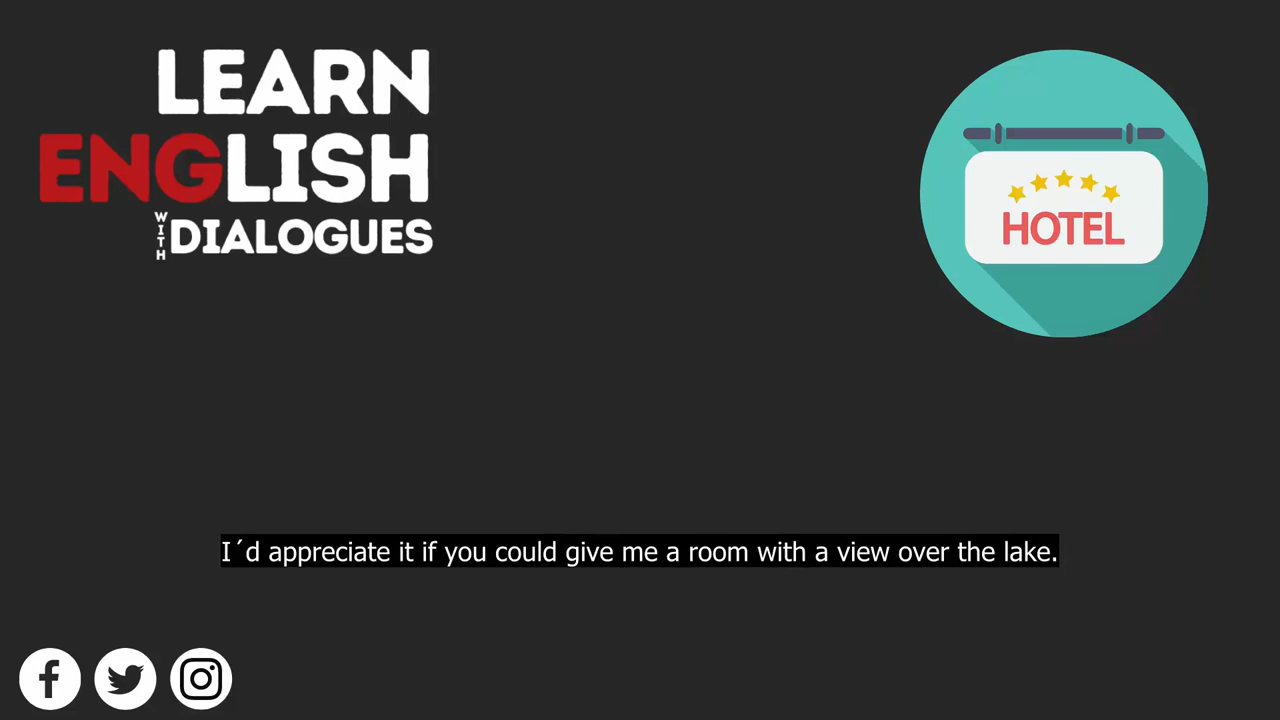 LEARN
ENGLISH
WITH DIALOGUES
HOTEL
I´d appreciate it if you could give me a room with a view over the lake.